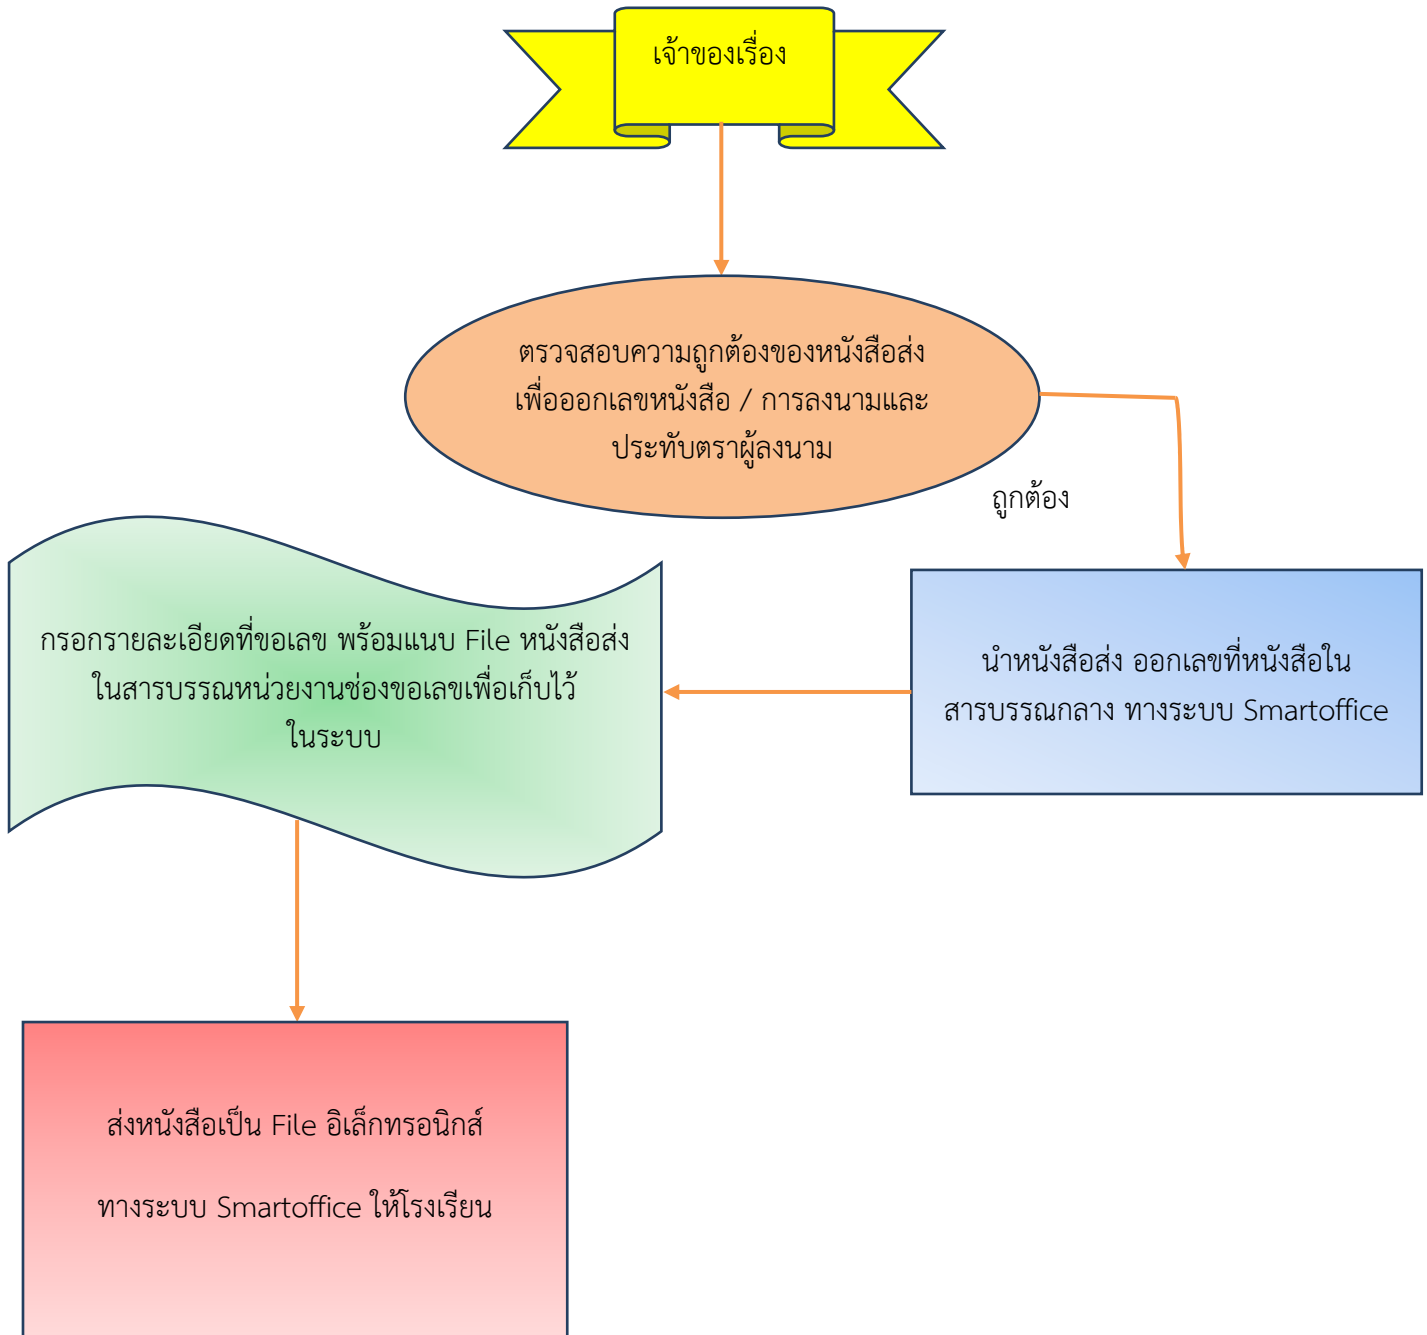 เจ้าของเรื่อง
ตรวจสอบความถูกต้องของหนังสือส่ง
เพื่อออกเลขหนังสือ / การลงนามและ
ประทับตราผู้ลงนาม
ถูกต้อง
นำหนังสือส่ง ออกเลขที่หนังสือใน
สารบรรณกลาง ทางระบบ Smartoffice
กรอกรายละเอียดที่ขอเลข พร้อมแนบ File หนังสือส่ง
ในสารบรรณหน่วยงานช่องขอเลขเพื่อเก็บไว้
ในระบบ
ส่งหนังสือเป็น File อิเล็กทรอนิกส์
ทางระบบ Smartoffice ให้โรงเรียน